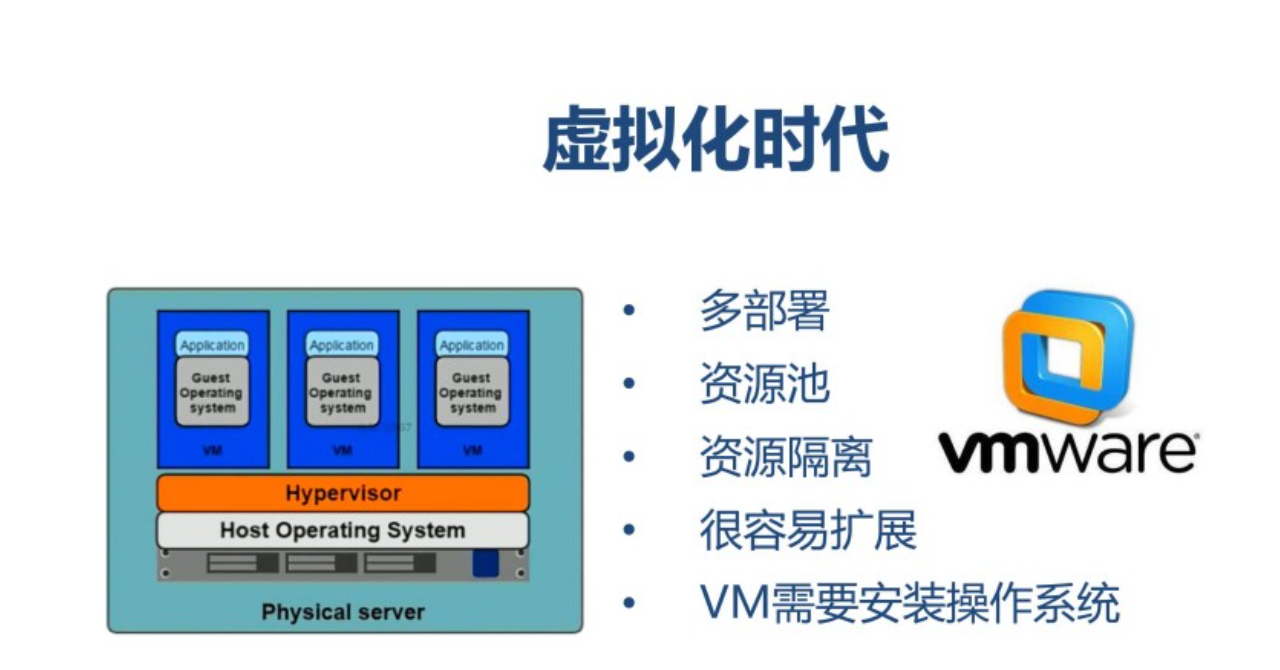 虚拟化时代
Application
Application
Application
Guest
Operating
system
Guest
Operating
system
Guest
Operating
system
VM
VM
VM
Hypervisor
Host Operating System
Physical server
• 多部署
• 资源池
• 资源隔离
• 很容易扩展
• VM需要安装操作系统
vmware